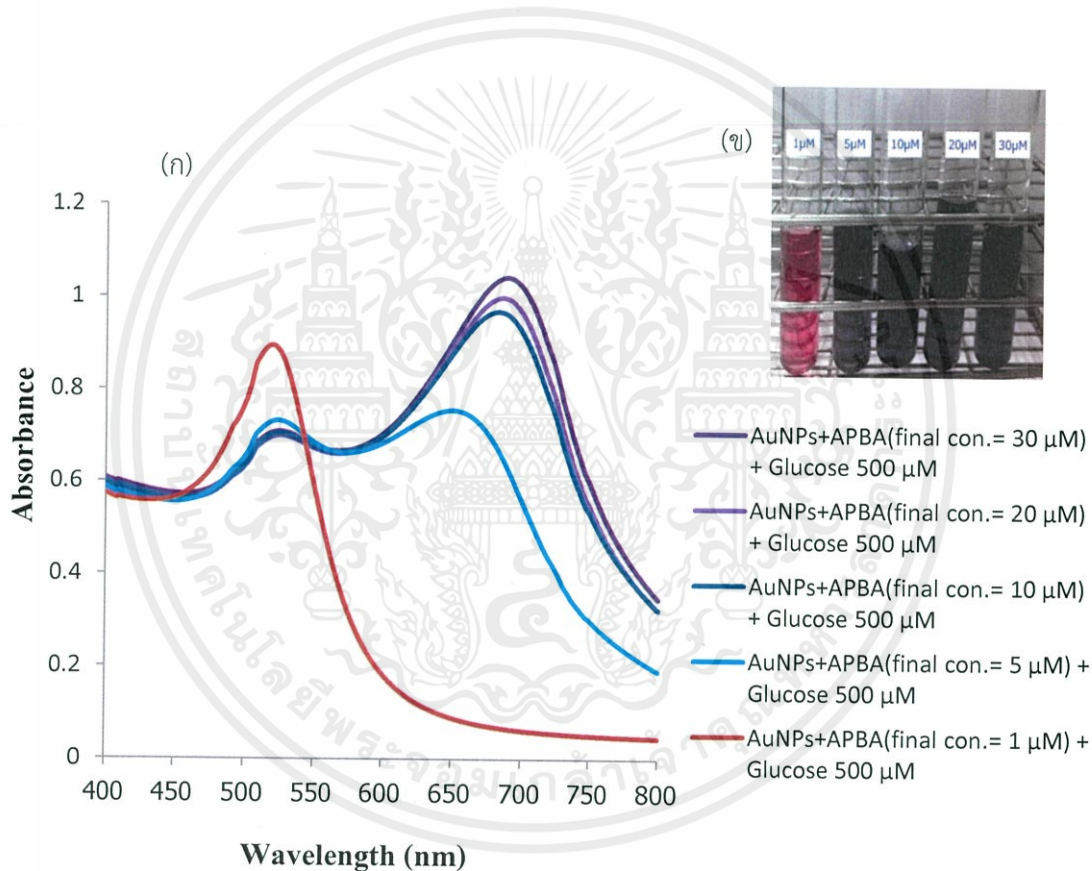 (ก)
(ข)
1μM
5μM
10μM
20μM
30μM
1.2
1
0.8
0.6
0.4
0.2
0
Absorbance
400
450
500
550
600
650
700
750
800
Wavelength (nm)
AuNPs+APBA(final con.= 30 μM)
+ Glucose 500 μM
AuNPs+APBA(final con.= 20 μM)
+ Glucose 500 μM
AuNPs+APBA(final con.= 10 μM)
+ Glucose 500 μM
AuNPs+APBA(final con.= 5 μM) +
Glucose 500 μM
AuNPs+APBA(final con.= 1 μM) +
Glucose 500 μM